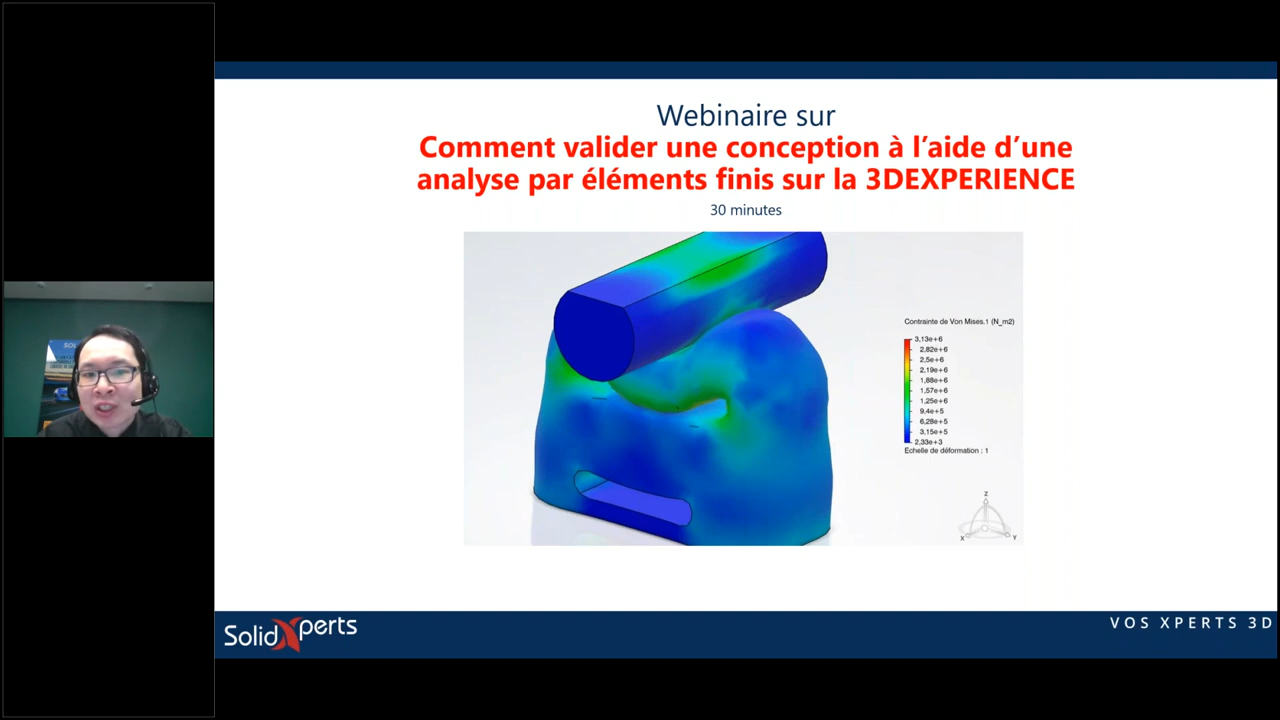 Webinaire sur
Comment valider une conception à l'aide d'une
analyse par éléments finis sur la 3DEXPERIENCE
30 minutes
Contrainte de Von Mises.1 (N_m2)
3,13e+6
2,82e+6
2,5e+6
2,19e+6
1,88e+6
1,57e+6
1,25e+6
9,4e+5
6,28e+5
3,15e+5
2,33e+3
Echelle de déformation : 1
Z
X
Y
SolidXperts
VOS XPERTS 3D